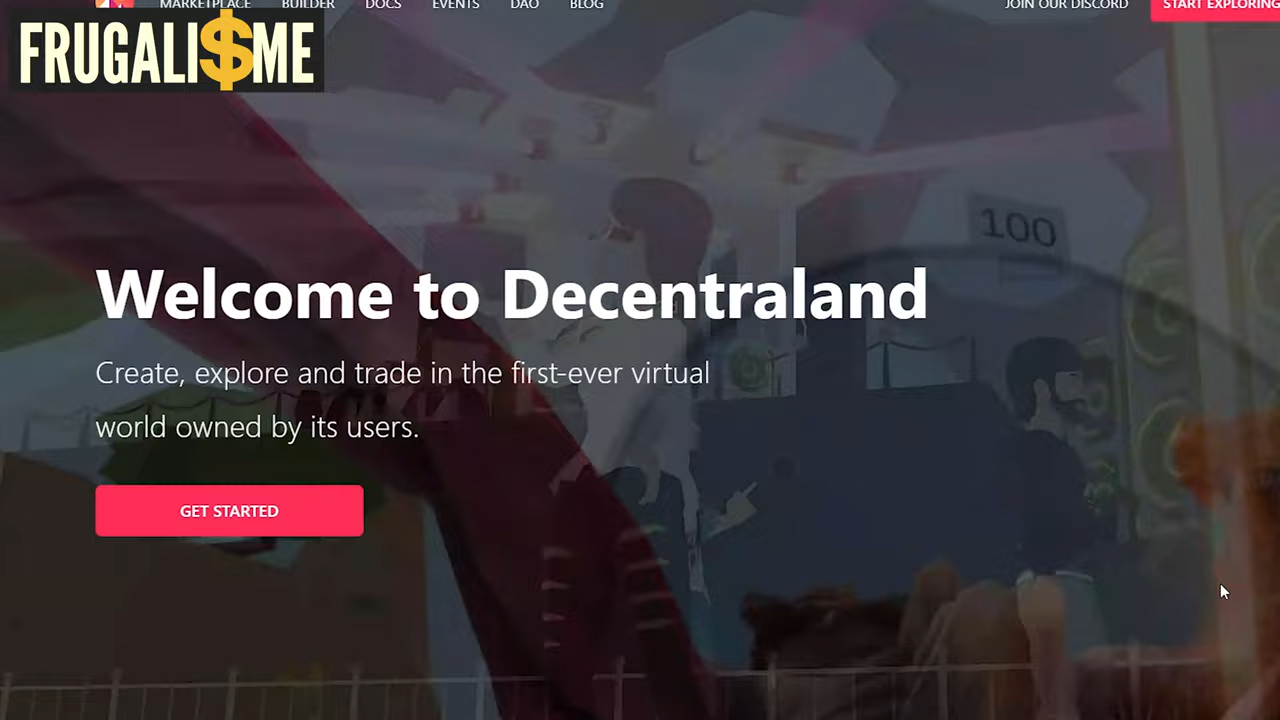 MARKETPLACE BUILDER DOCS EVENTS DAO BLOG JOIN OUR DISCORD START EXPLORING
FRUGALI$ME
100
Welcome to Decentraland
Create, explore and trade in the first-ever virtual
world owned by its users.
GET STARTED